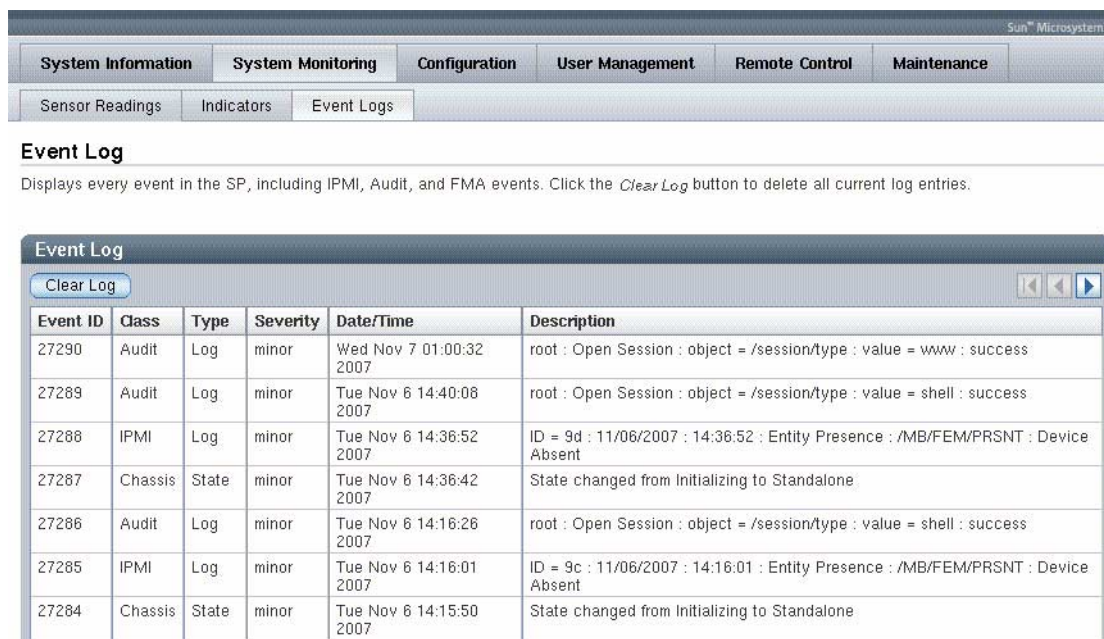 Sun™ Microsystem
System Information System Monitoring Configuration User Management Remote Control Maintenance
Sensor Readings Indicators Event Logs
Event Log
Displays every event in the SP, including IPMI, Audit, and FMA events. Click the Clear Log button to delete all current log entries.
Event Log
Clear Log
Event ID Class Type Severity Date/Time Description
27290 Audit Log minor Wed Nov 7 01:00:32 root : Open Session : object = /session/type : value = www : success
2007
27289 Audit Log minor Tue Nov 6 14:40:08 root : Open Session : object = /session/type : value = shell : success
2007
27288 IPMI Log minor Tue Nov 6 14:36:52 ID = 9d : 11/06/2007 : 14:36:52 : Entity Presence : /MB/FEM/PRSNT : Device
2007 Absent
27287 Chassis State minor Tue Nov 6 14:36:42 State changed from Initializing to Standalone
2007
27286 Audit Log minor Tue Nov 6 14:16:26 root : Open Session : object = /session/type : value = shell : success
2007
27285 IPMI Log minor Tue Nov 6 14:16:01 ID = 9c : 11/06/2007 : 14:16:01 : Entity Presence : /MB/FEM/PRSNT : Device
2007 Absent
27284 Chassis State minor Tue Nov 6 14:15:50 State changed from Initializing to Standalone
2007